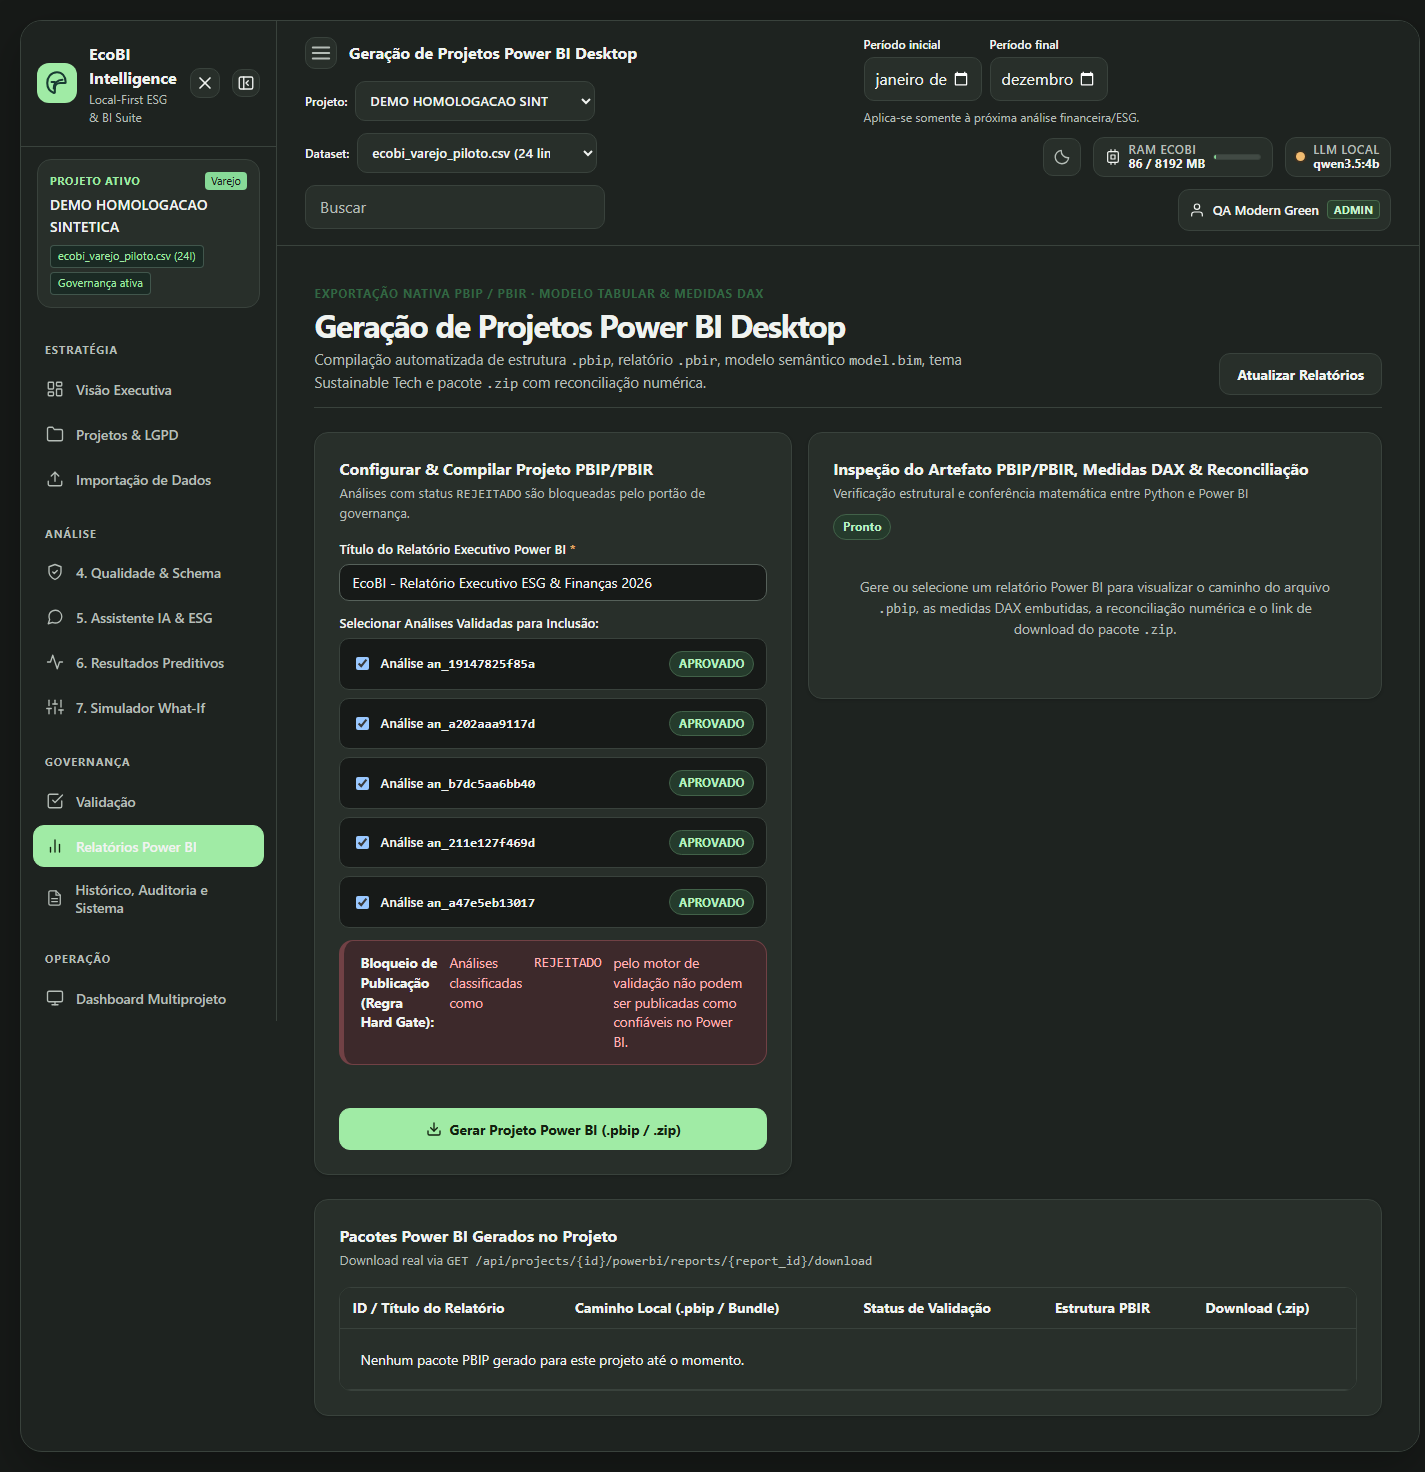 EcoBI
Intelligence
Local-First ESG
& BI Suite
PROJETO ATIVO
Varejo
DEMO HOMOLOGACAO
SINTETICA
ecobi_varejo_piloto.csv (24l)
Governança ativa
ESTRATÉGIA
Visão Executiva
Projetos & LGPD
Importação de Dados
ANÁLISE
4. Qualidade & Schema
5. Assistente IA & ESG
6. Resultados Preditivos
7. Simulador What-If
GOVERNANÇA
Validação
Relatórios Power BI
Histórico, Auditoria e
Sistema
OPERAÇÃO
Dashboard Multiprojeto
Geração de Projetos Power BI Desktop
Projeto: DEMO HOMOLOGACAO SINT
Dataset: ecobi_varejo_piloto.csv (24 lin
Buscar
Período inicial
Período final
janeiro de
dezembro
Aplica-se somente à próxima análise financeira/ESG.
RAM ECOBI
86 / 8192 MB
LLM LOCAL
qwen3.5:4b
QA Modern Green ADMIN
EXPORTAÇÃO NATIVA PBIP / PBIR · MODELO TABULAR & MEDIDAS DAX
Geração de Projetos Power BI Desktop
Compilação automatizada de estrutura .pbip, relatório .pbir, modelo semântico model.bim, tema
Sustainable Tech e pacote .zip com reconciliação numérica.
Atualizar Relatórios
Configurar & Compilar Projeto PBIP/PBIR
Análises com status REJEITADO são bloqueadas pelo portão de
governança.
Título do Relatório Executivo Power BI *
EcoBI - Relatório Executivo ESG & Finanças 2026
Selecionar Análises Validadas para Inclusão:
Análise an_19147825f85a APROVADO
Análise an_a202aaa9117d APROVADO
Análise an_b7dc5aa6bb40 APROVADO
Análise an_211e127f469d APROVADO
Análise an_a47e5eb13017 APROVADO
Bloqueio de
Publicação
(Regra
Hard Gate):
Análises
classificadas
como
REJEITADO
pelo motor de
validação não podem
ser publicadas como
confiáveis no Power
BI.
Gerar Projeto Power BI (.pbip / .zip)
Inspeção do Artefato PBIP/PBIR, Medidas DAX & Reconciliação
Verificação estrutural e conferência matemática entre Python e Power BI
Pronto
Gere ou selecione um relatório Power BI para visualizar o caminho do arquivo
.pbip, as medidas DAX embutidas, a reconciliação numérica e o link de
download do pacote .zip.
Pacotes Power BI Gerados no Projeto
Download real via GET /api/projects/{id}/powerbi/reports/{report_id}/download
ID / Título do Relatório
Caminho Local (.pbip / Bundle)
Status de Validação
Estrutura PBIR
Download (.zip)
Nenhum pacote PBIP gerado para este projeto até o momento.